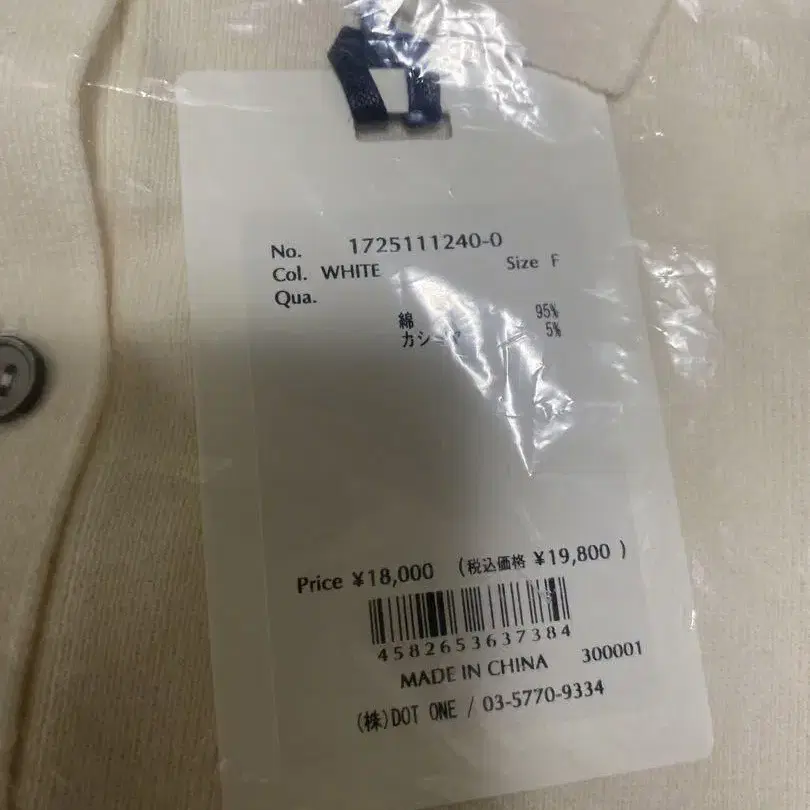 No. 1725111240-0
Col. WHITE Size F
Qua.
綿 95%
5%
Price ¥18,000 (税込価格 ¥19,800 )
4582653637384
MADE IN CHINA 300001
(株)DOT ONE / 03-5770-9334